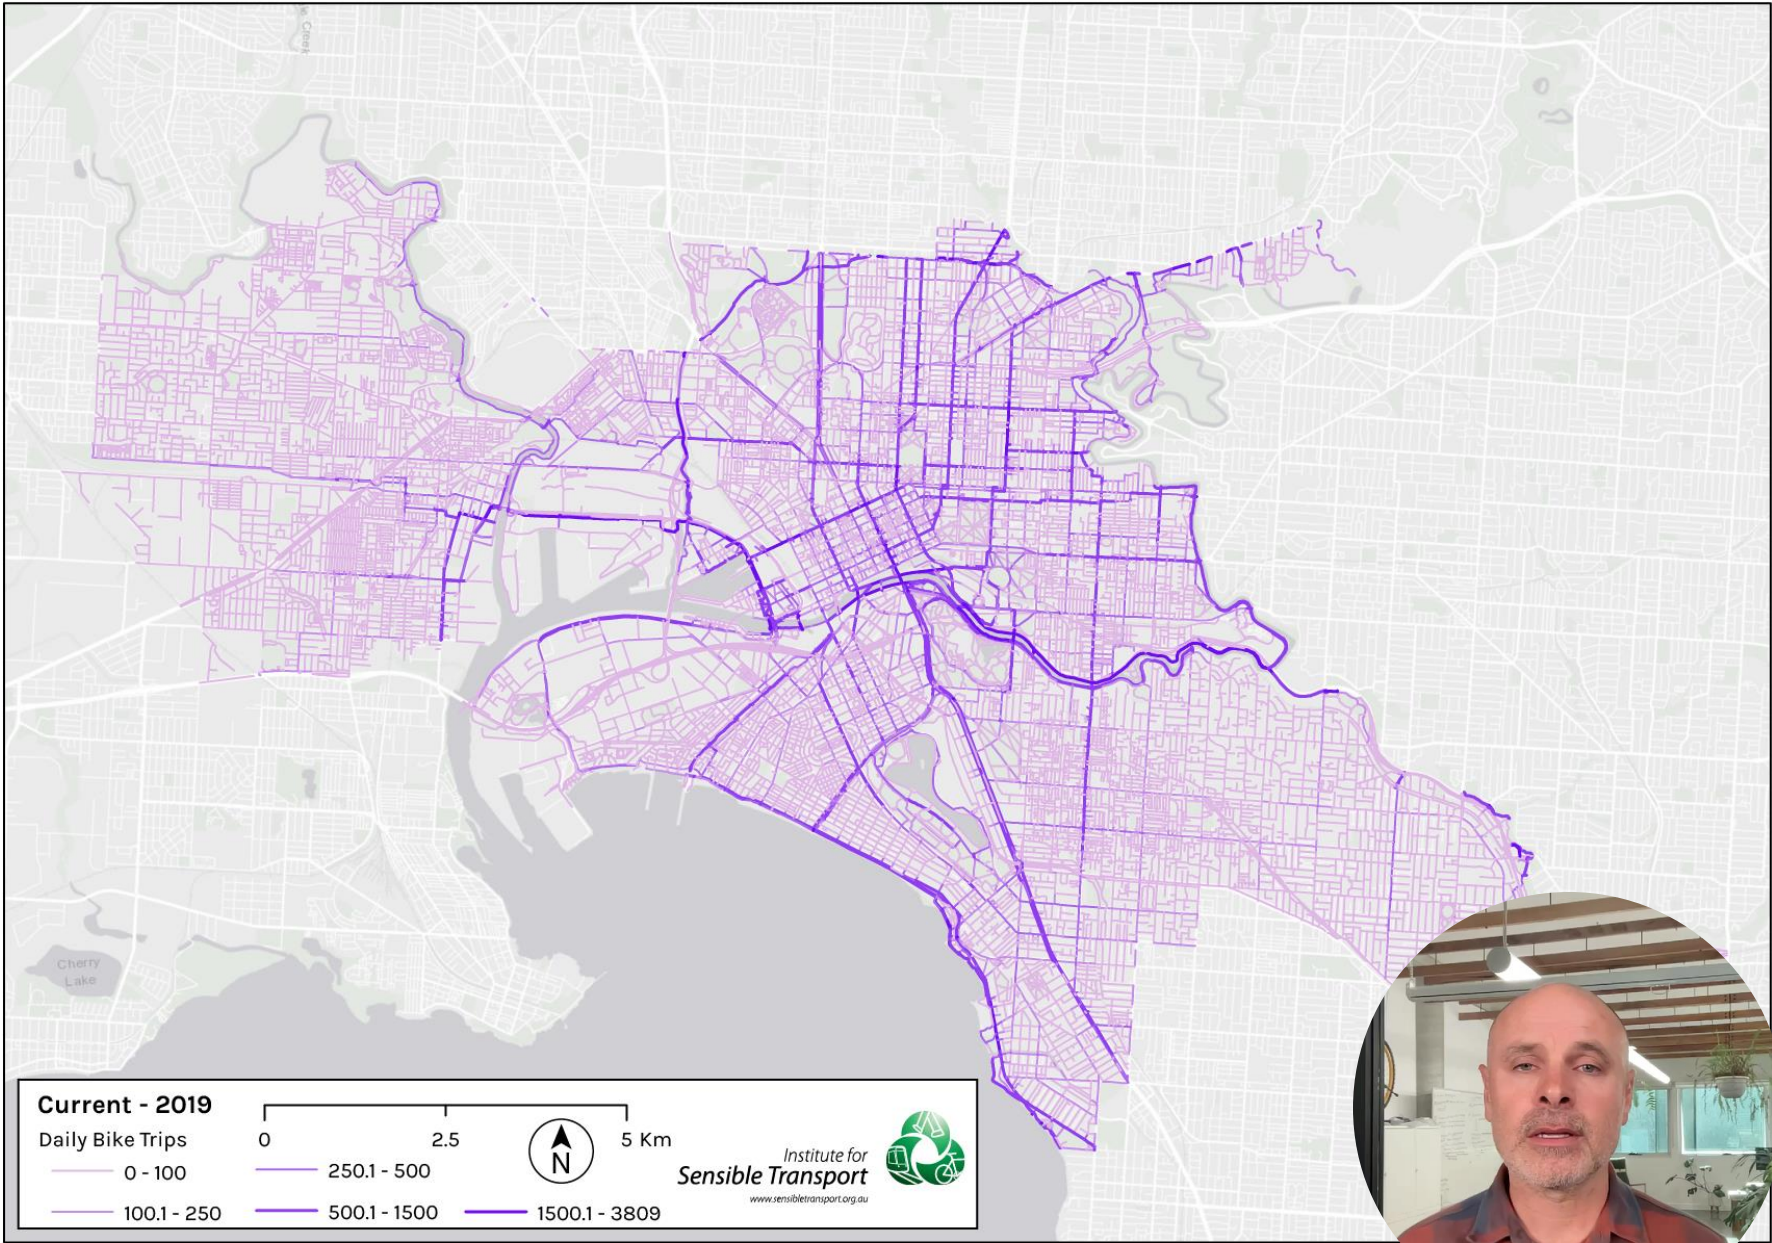 Creek
Cherry
Lake
Current - 2019
Daily Bike Trips
0
2.5
5 Km
N
0 - 100
250.1 - 500
100.1 - 250
500.1 - 1500
1500.1 - 3809
Institute for
Sensible Transport
www.sensibletransport.org.au